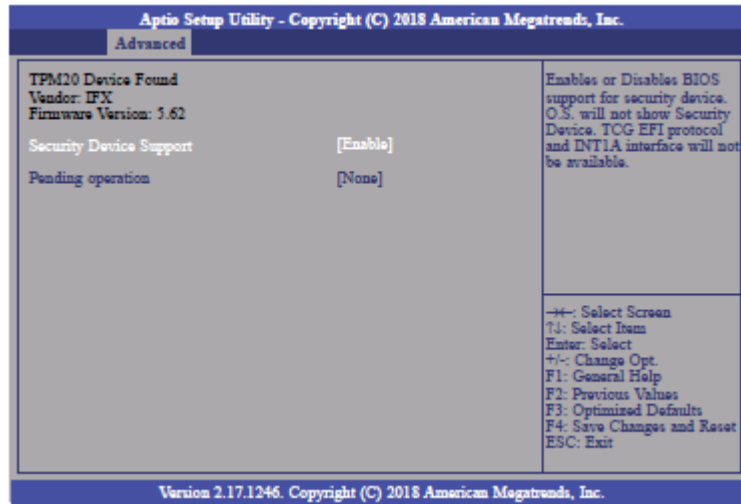 Aptio Setup Utility - Copyright (C) 2018 American Megatrends, Inc.
Advanced
TPM20 Device Found
Vendor: IFX
Firmware Version: 5.62
Security Device Support [Enable]
Pending operation [None]
Enables or Disables BIOS
support for security device.
O.S. will not show Security
Device. TCG EFI protocol
and INT1A interface will not
be available.
→←: Select Screen
↑↓: Select Item
Enter: Select
+/-: Change Opt.
F1: General Help
F2: Previous Values
F3: Optimized Defaults
F4: Save Changes and Reset
ESC: Exit
Version 2.17.1246. Copyright (C) 2018 American Megatrends, Inc.